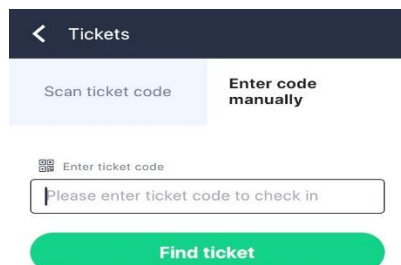 Tickets
Scan ticket code
Enter code
manually
Enter ticket code
Please enter ticket code to check in
Find ticket